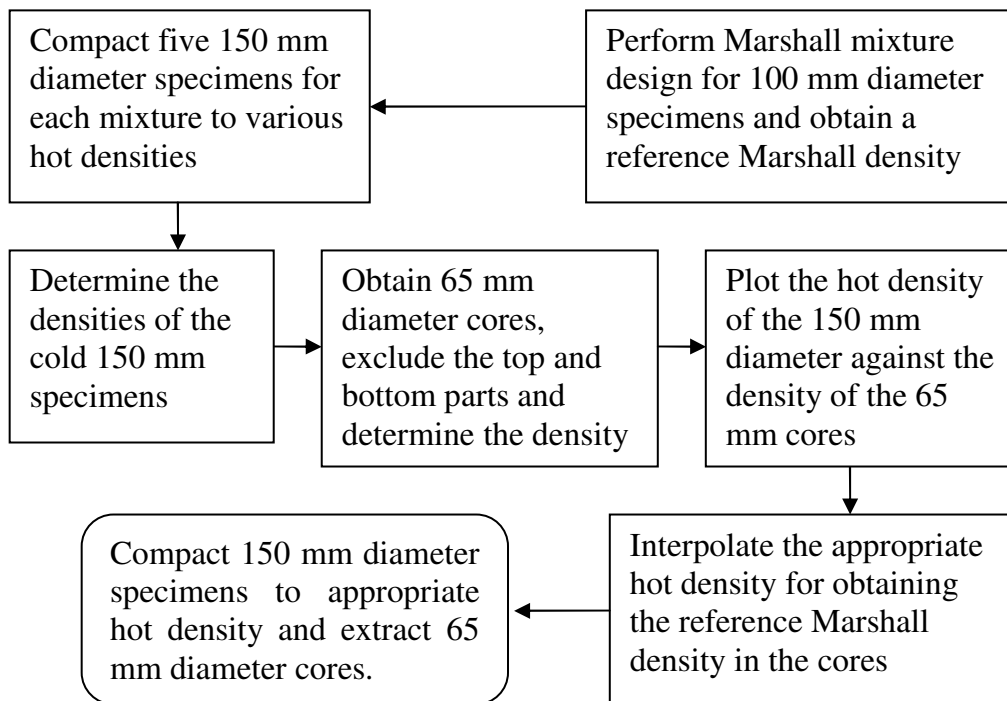 Perform Marshall mixture
design for 100 mm diameter
specimens and obtain a
reference Marshall density
Compact five 150 mm
diameter specimens for
each mixture to various
hot densities
Determine the
densities of the
cold 150 mm
specimens
Obtain 65 mm
diameter cores,
exclude the top and
bottom parts and
determine the density
Plot the hot density
of the 150 mm
diameter against the
density of the 65
mm cores
Interpolate the appropriate
hot density for obtaining
the reference Marshall
density in the cores
Compact 150 mm diameter
specimens to appropriate
hot density and extract 65
mm diameter cores.